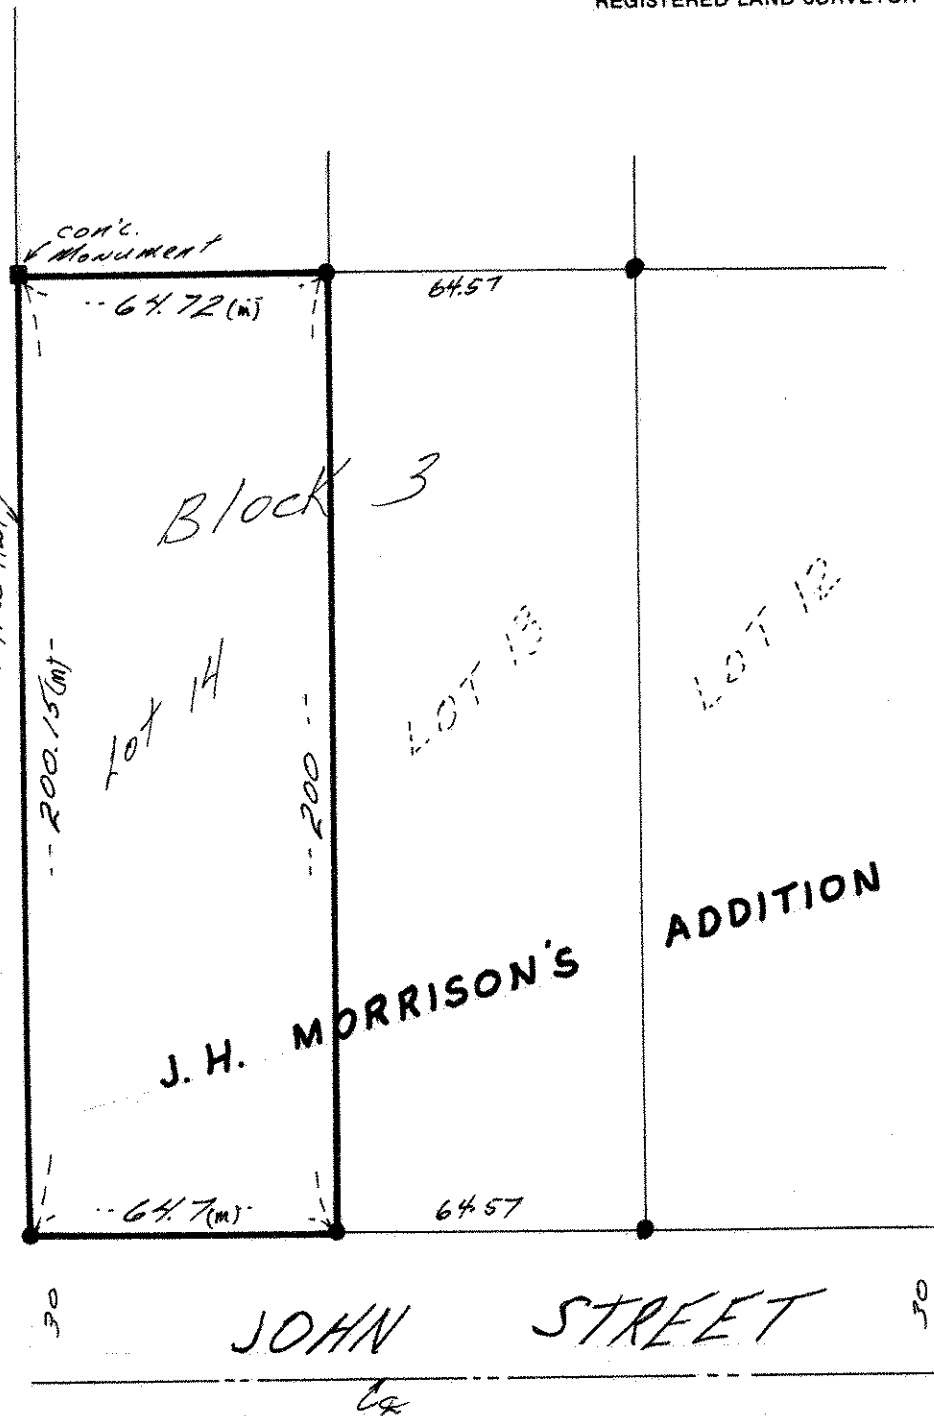 REGISTERED LAND SURVEYOR
con'c.
Monument
64.72 (m)
64.57
Block 3
200.15 (m)
Lot 14
200
LOT 13
LOT 12
J.H. MORRISON'S ADDITION
64.7 (m)
64.57
30
JOHN STREET
30